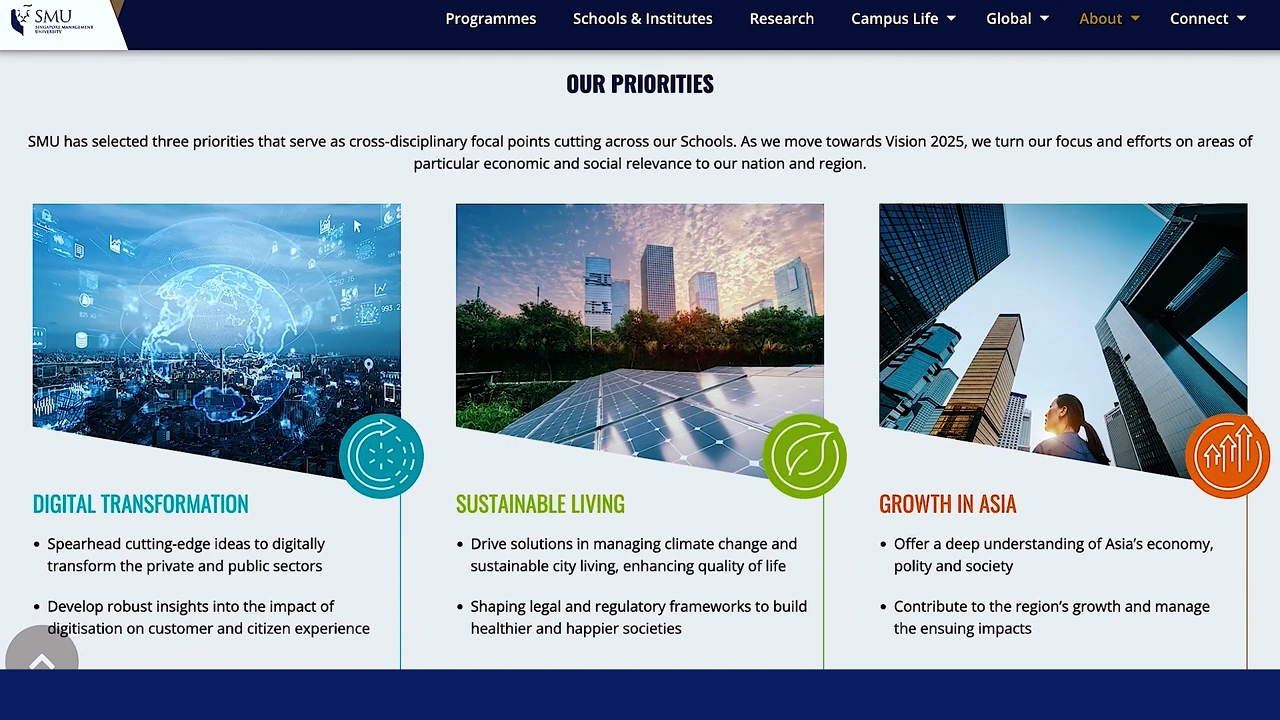 SMU
SINGAPORE MANAGEMENT
UNIVERSITY
Programmes Schools & Institutes Research Campus Life Global About Connect
OUR PRIORITIES
SMU has selected three priorities that serve as cross-disciplinary focal points cutting across our Schools. As we move towards Vision 2025, we turn our focus and efforts on areas of
particular economic and social relevance to our nation and region.
DIGITAL TRANSFORMATION
• Spearhead cutting-edge ideas to digitally
transform the private and public sectors
• Develop robust insights into the impact of
digitisation on customer and citizen experience
SUSTAINABLE LIVING
• Drive solutions in managing climate change and
sustainable city living, enhancing quality of life
• Shaping legal and regulatory frameworks to build
healthier and happier societies
GROWTH IN ASIA
• Offer a deep understanding of Asia’s economy,
polity and society
• Contribute to the region’s growth and manage
the ensuing impacts